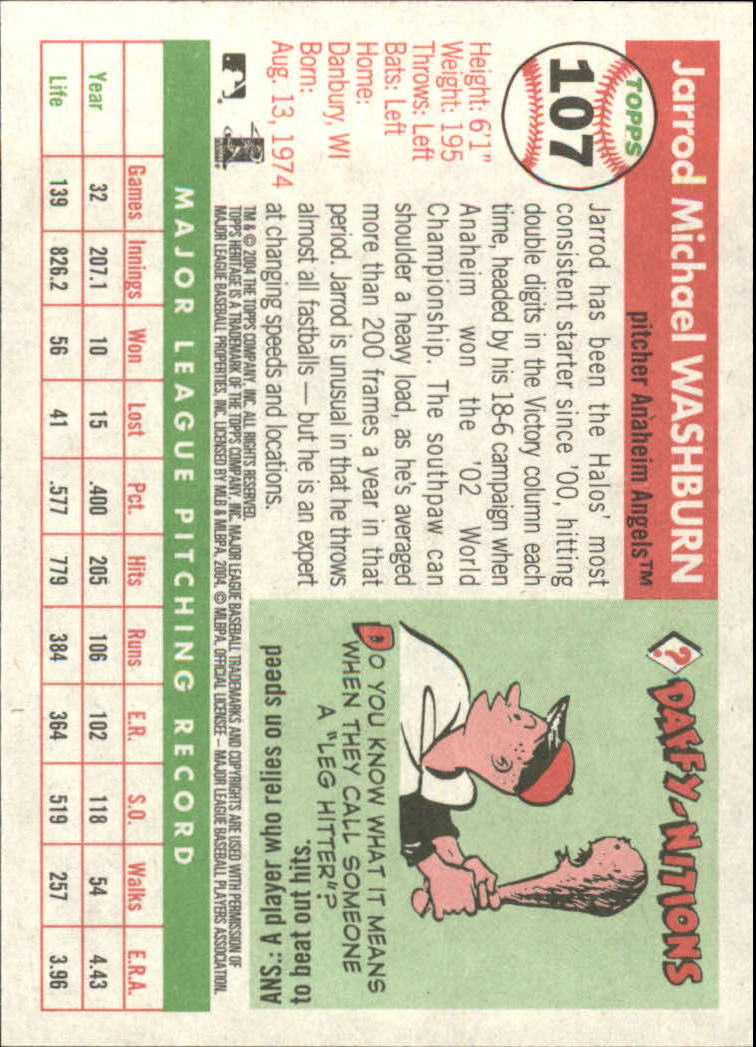 Jarrod Michael WASHBURN
pitcher Anaheim Angels™
TOPPS
107
Height: 6'1"
Weight: 195
Throws: Left
Bats: Left
Home:
Danbury, WI
Born:
Aug. 13, 1974
Jarrod has been the Halos' most
consistent starter since '00, hitting
double digits in the Victory column each
time, headed by his 18-6 campaign when
Anaheim won the '02 World
Championship. The southpaw can
shoulder a heavy load, as he's averaged
more than 200 frames a year in that
period. Jarrod is unusual in that he throws
almost all fastballs — but he is an expert
at changing speeds and locations.
? DAFFY-NITIONS
DO YOU KNOW WHAT IT MEANS
WHEN THEY CALL SOMEONE
A "LEG HITTER"?
ANS.: A player who relies on speed
to beat out hits.
TM & © 2004 THE TOPPS COMPANY, INC. ALL RIGHTS RESERVED.
TOPPS HERITAGE IS A TRADEMARK OF THE TOPPS COMPANY, INC. MAJOR LEAGUE BASEBALL TRADEMARKS AND COPYRIGHTS ARE USED WITH PERMISSION OF
MAJOR LEAGUE BASEBALL PROPERTIES, INC. LICENSED BY MLB & MLBPA, 2004. © MLBPA. OFFICIAL LICENSEE – MAJOR LEAGUE BASEBALL PLAYERS ASSOCIATION.
MAJOR LEAGUE PITCHING RECORD
Games Innings Won Lost Pct. Hits Runs E.R. S.O. Walks E.R.A.
Year 32 207.1 10 15 .400 205 106 102 118 54 4.43
Life 139 826.2 56 41 .577 779 384 364 519 257 3.96